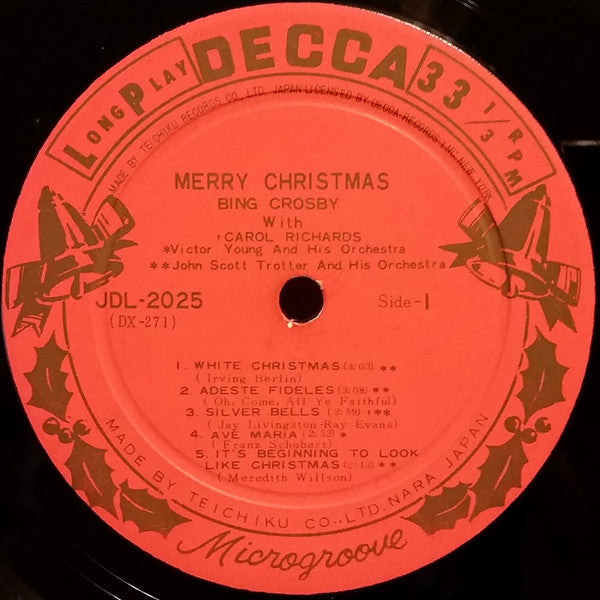 LONG PLAY DECCA 33 1/3 RPM
MADE BY TEICHIKU RECORDS CO., LTD. JAPAN LICENSED BY DECCA RECORDS INC. NEW YORK
MERRY CHRISTMAS
BING CROSBY
With
†CAROL RICHARDS
*Victor Young And His Orchestra
**John Scott Trotter And His Orchestra
JDL-2025
(DX-271)
Side-1
1. WHITE CHRISTMAS (3:03) **
(Irving Berlin)
2. ADESTE FIDELES (3:08) **
(Oh, Come, All Ye Faithful)
3. SILVER BELLS (2:59) †**
(Jay Livingston-Ray Evans)
4. AVE MARIA (2:52) *
(Franz Schubert)
5. IT'S BEGINNING TO LOOK
LIKE CHRISTMAS (2:43) **
(Meredith Willson)
MADE BY TEICHIKU CO.,LTD. NARA JAPAN
Microgroove